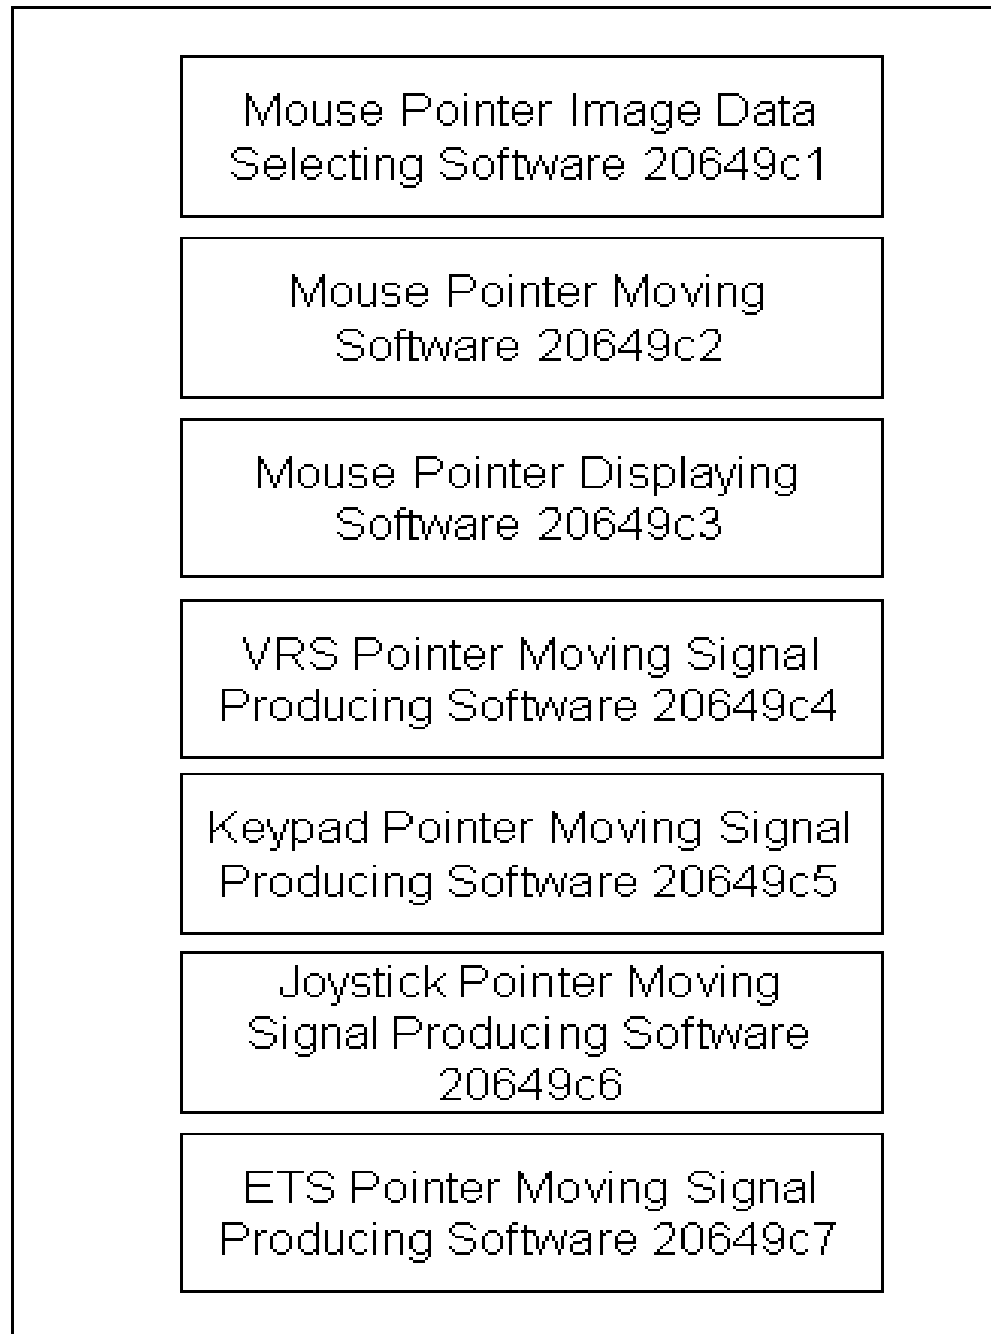 Mouse Pointer Image Data
Selecting Software 20649c1
Mouse Pointer Moving
Software 20649c2
Mouse Pointer Displaying
Software 20649c3
VRS Pointer Moving Signal
Producing Software 20649c4
Keypad Pointer Moving Signal
Producing Software 20649c5
Joystick Pointer Moving
Signal Producing Software
20649c6
ETS Pointer Moving Signal
Producing Software 20649c7